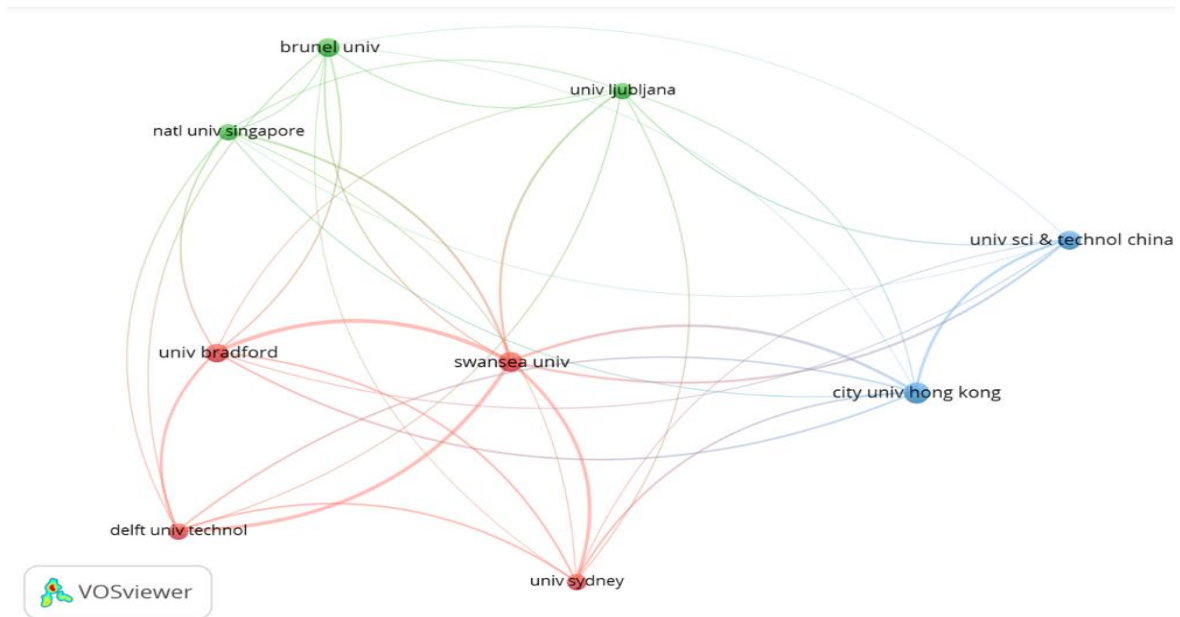 brunel univ
univ ljubljana
natl univ singapore
univ sci & technol china
univ bradford
swansea univ
city univ hong kong
delft univ technol
univ sydney
VOSviewer